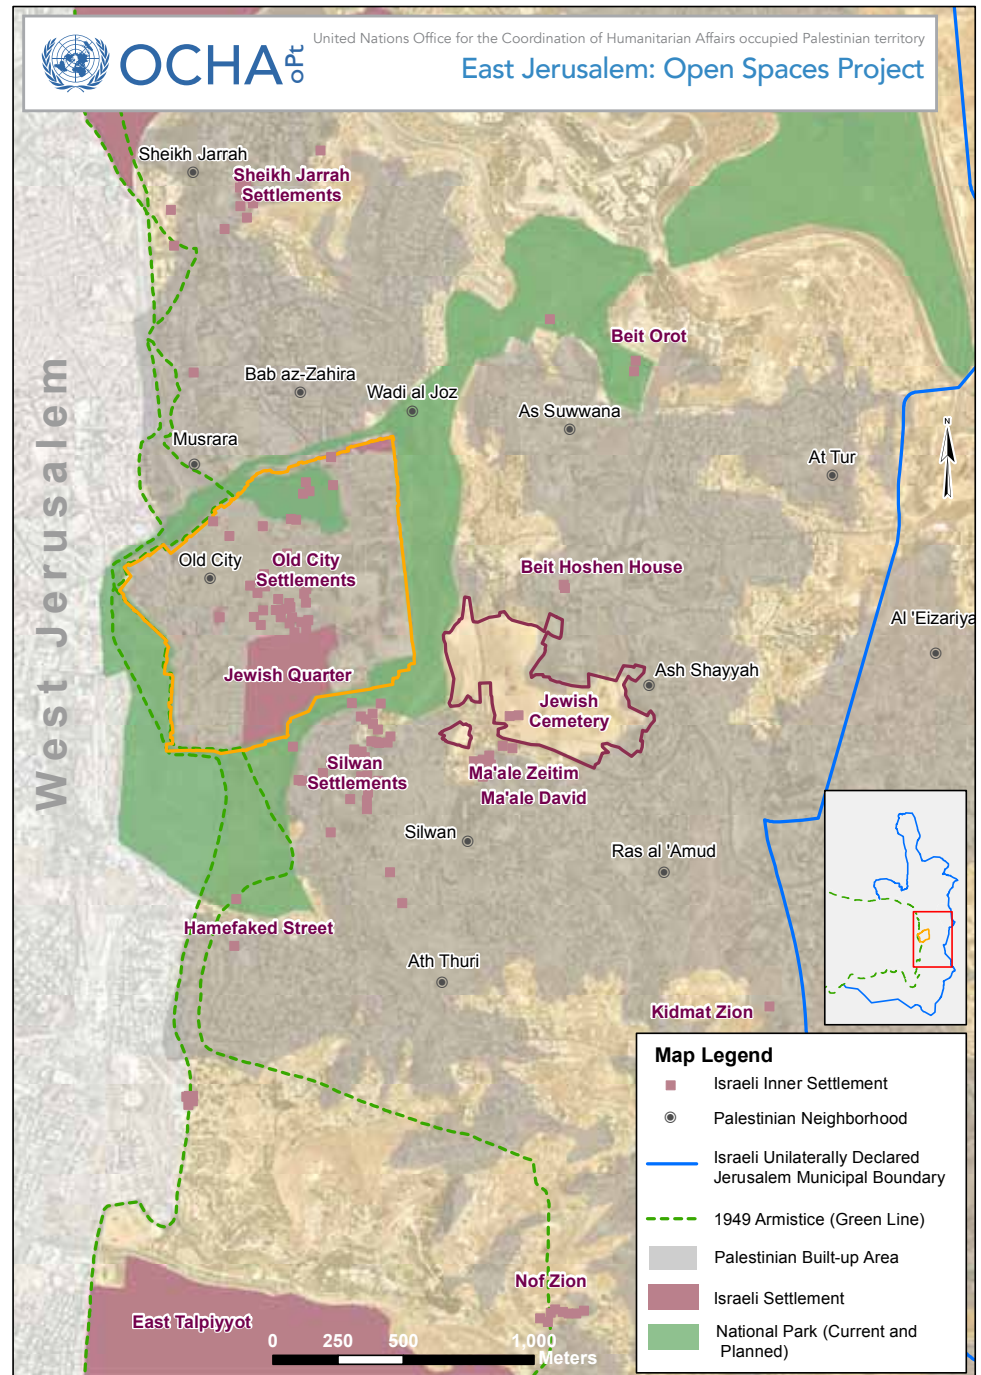 OCHA oPt
United Nations Office for the Coordination of Humanitarian Affairs occupied Palestinian territory
East Jerusalem: Open Spaces Project
Sheikh Jarrah
Sheikh Jarrah
Settlements
Beit Orot
Bab az-Zahira
Wadi al Joz
As Suwwana
Musrara
At Tur
N
West Jerusalem
Old City
Old City
Settlements
Beit Hoshen House
Al 'Eizariya
Jewish Quarter
Ash Shayyah
Jewish
Cemetery
Silwan
Settlements
Ma'ale Zeitim
Ma'ale David
Silwan
Ras al 'Amud
Hamefaked Street
Ath Thuri
Kidmat Zion
Map Legend
Israeli Inner Settlement
Palestinian Neighborhood
Israeli Unilaterally Declared
Jerusalem Municipal Boundary
1949 Armistice (Green Line)
Palestinian Built-up Area
Israeli Settlement
National Park (Current and
Planned)
Nof Zion
East Talpiyyot
0 250 500 1,000
Meters